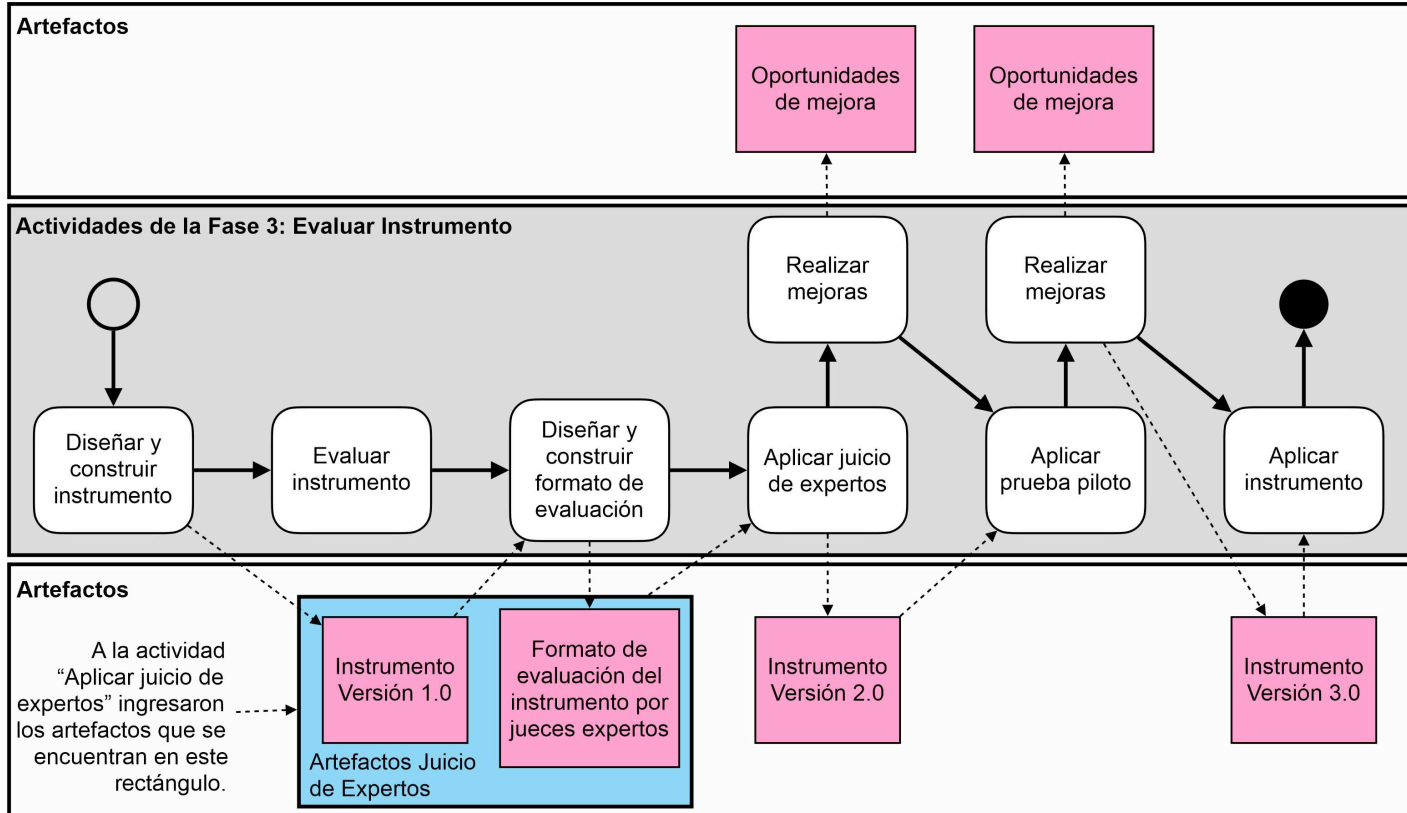 Artefactos
Oportunidades
de mejora
Oportunidades
de mejora
Actividades de la Fase 3: Evaluar Instrumento
Realizar
mejoras
Realizar
mejoras
Diseñar y
construir
instrumento
Evaluar
instrumento
Diseñar y
construir
formato de
evaluación
Aplicar juicio
de expertos
Aplicar
prueba piloto
Aplicar
instrumento
Artefactos
A la actividad
“Aplicar juicio de
expertos” ingresaron
los artefactos que se
encuentran en este
rectángulo.
Instrumento
Versión 1.0
Formato de
evaluación del
instrumento por
jueces expertos
Artefactos Juicio
de Expertos
Instrumento
Versión 2.0
Instrumento
Versión 3.0